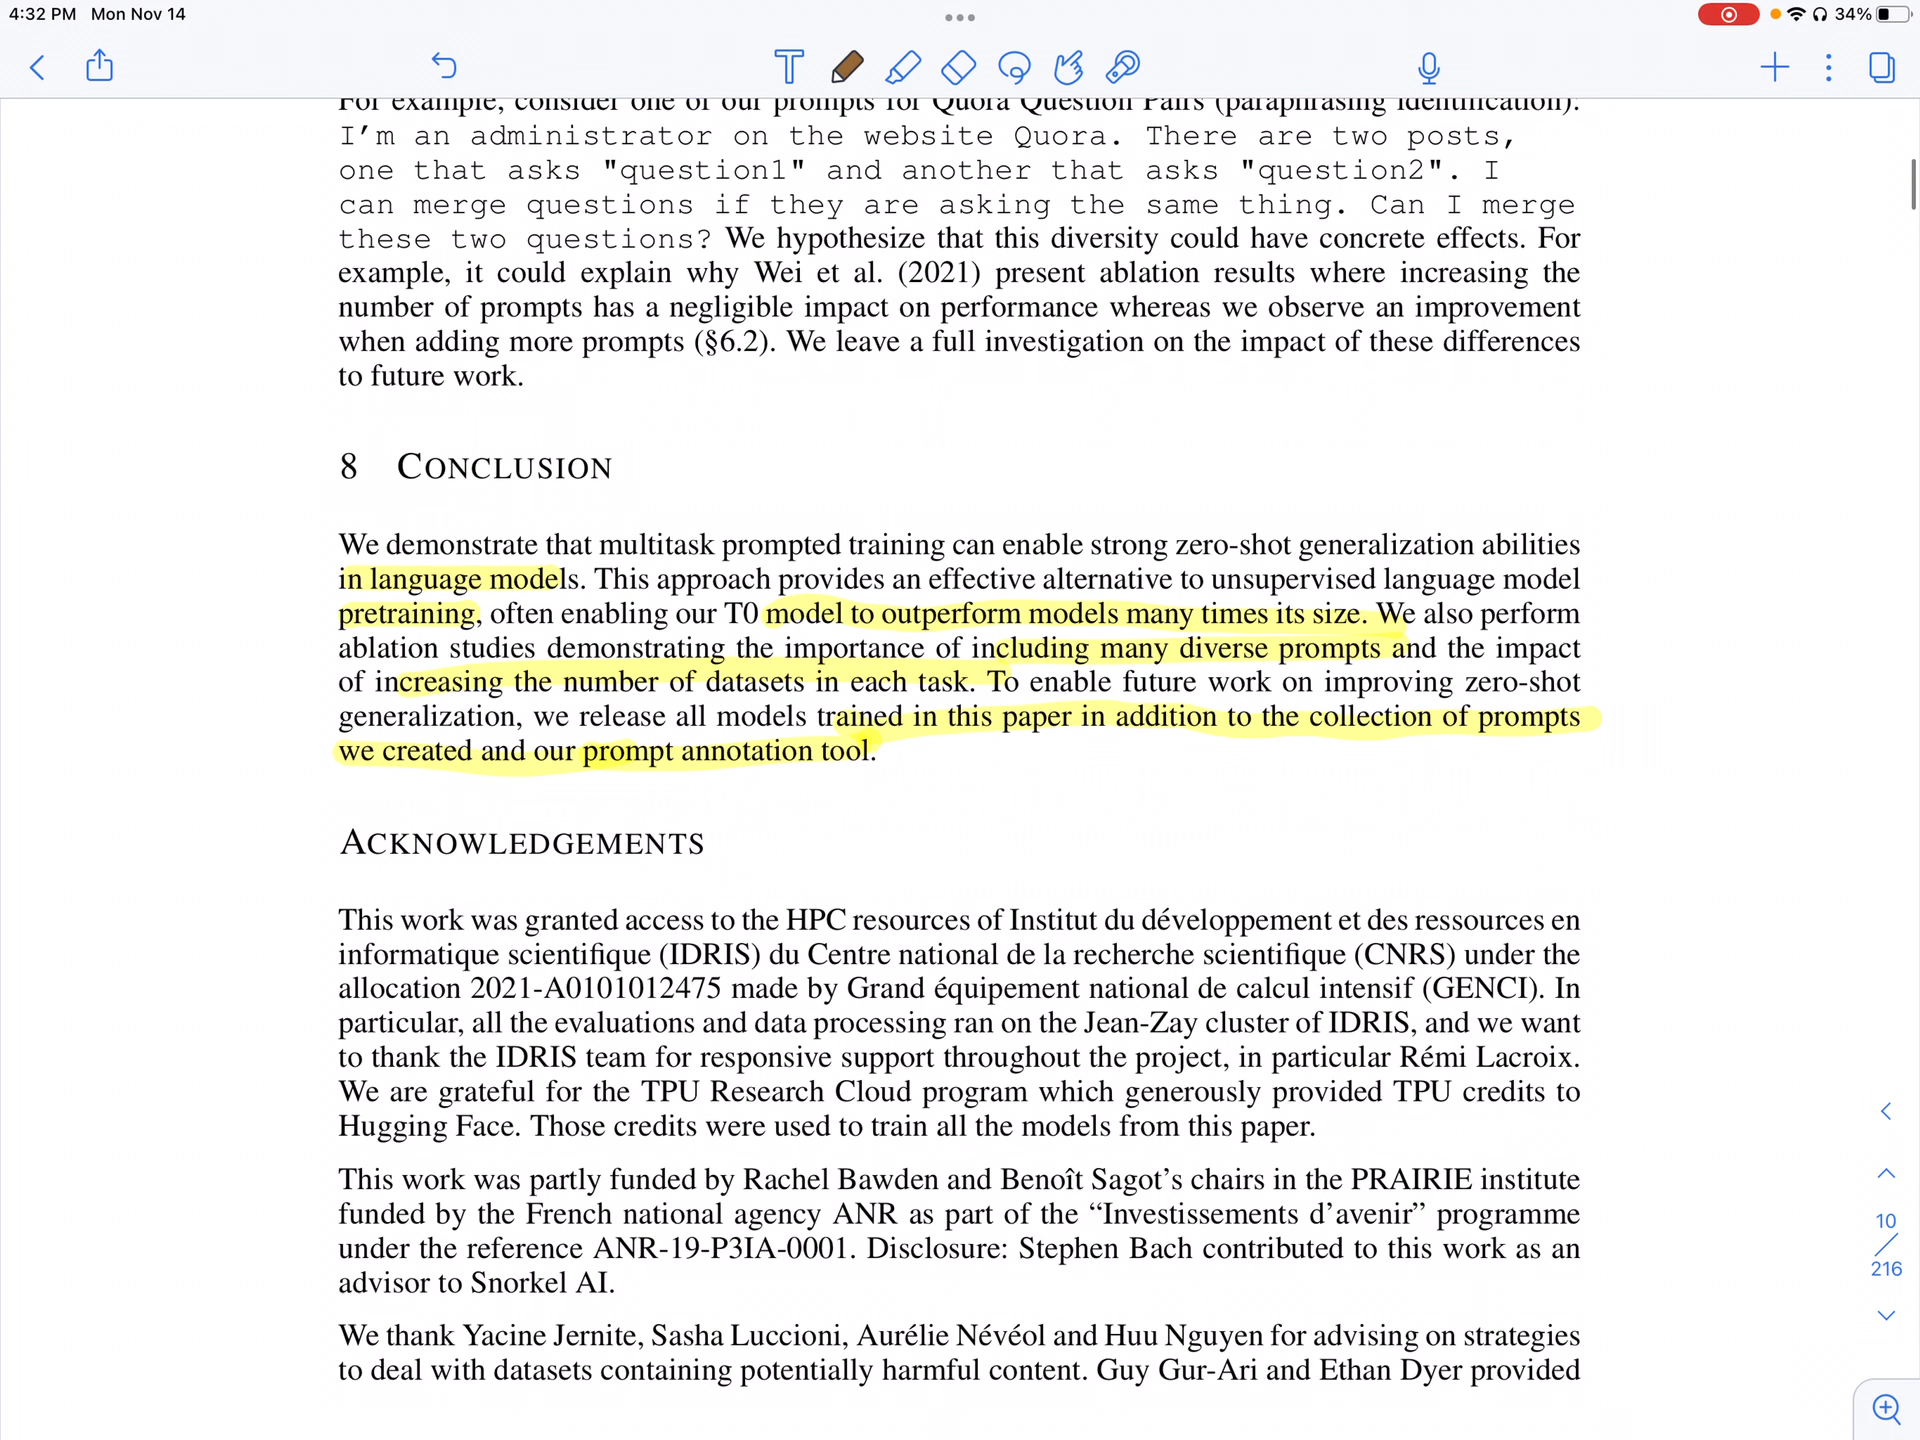 4:32 PM Mon Nov 14
34%
For example, consider one of our prompts for Quora Question Pairs (paraphrasing identification):
I'm an administrator on the website Quora. There are two posts,
one that asks "question1" and another that asks "question2". I
can merge questions if they are asking the same thing. Can I merge
these two questions? We hypothesize that this diversity could have concrete effects. For
example, it could explain why Wei et al. (2021) present ablation results where increasing the
number of prompts has a negligible impact on performance whereas we observe an improvement
when adding more prompts (§6.2). We leave a full investigation on the impact of these differences
to future work.
8 CONCLUSION
We demonstrate that multitask prompted training can enable strong zero-shot generalization abilities
in language models. This approach provides an effective alternative to unsupervised language model
pretraining, often enabling our T0 model to outperform models many times its size. We also perform
ablation studies demonstrating the importance of including many diverse prompts and the impact
of increasing the number of datasets in each task. To enable future work on improving zero-shot
generalization, we release all models trained in this paper in addition to the collection of prompts
we created and our prompt annotation tool.
ACKNOWLEDGEMENTS
This work was granted access to the HPC resources of Institut du développement et des ressources en
informatique scientifique (IDRIS) du Centre national de la recherche scientifique (CNRS) under the
allocation 2021-A0101012475 made by Grand équipement national de calcul intensif (GENCI). In
particular, all the evaluations and data processing ran on the Jean-Zay cluster of IDRIS, and we want
to thank the IDRIS team for responsive support throughout the project, in particular Rémi Lacroix.
We are grateful for the TPU Research Cloud program which generously provided TPU credits to
Hugging Face. Those credits were used to train all the models from this paper.
This work was partly funded by Rachel Bawden and Benoît Sagot's chairs in the PRAIRIE institute
funded by the French national agency ANR as part of the “Investissements d'avenir” programme
under the reference ANR-19-P3IA-0001. Disclosure: Stephen Bach contributed to this work as an
advisor to Snorkel AI.
We thank Yacine Jernite, Sasha Luccioni, Aurélie Névéol and Huu Nguyen for advising on strategies
to deal with datasets containing potentially harmful content. Guy Gur-Ari and Ethan Dyer provided
10
216